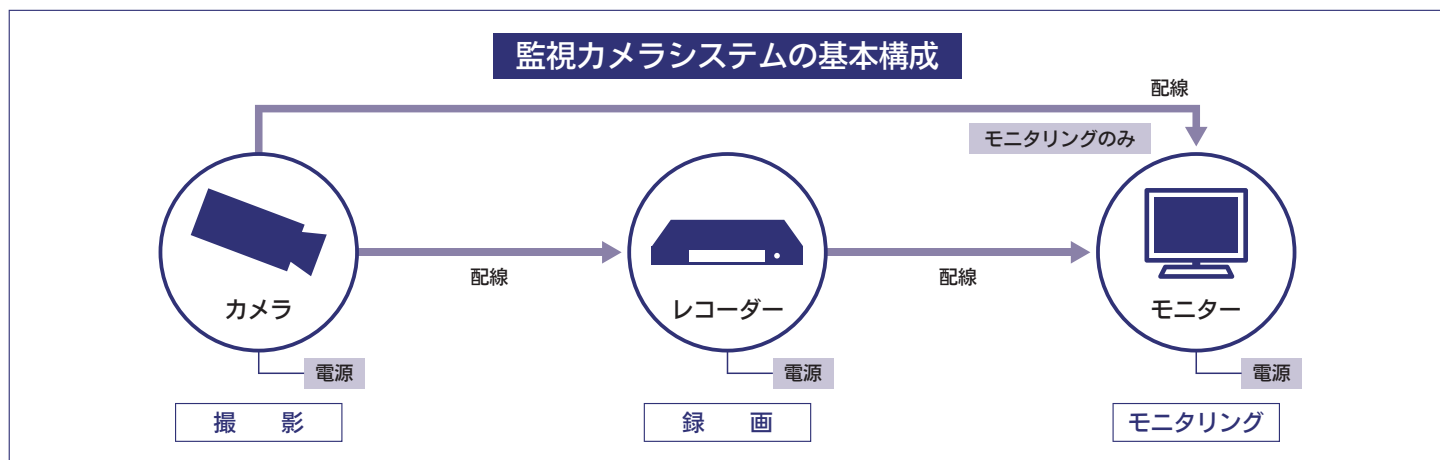 監視カメラシステムの基本構成
配線
モニタリングのみ
配線
配線
カメラ
レコーダー
モニター
電源
電源
電源
撮　影
録　画
モニタリング